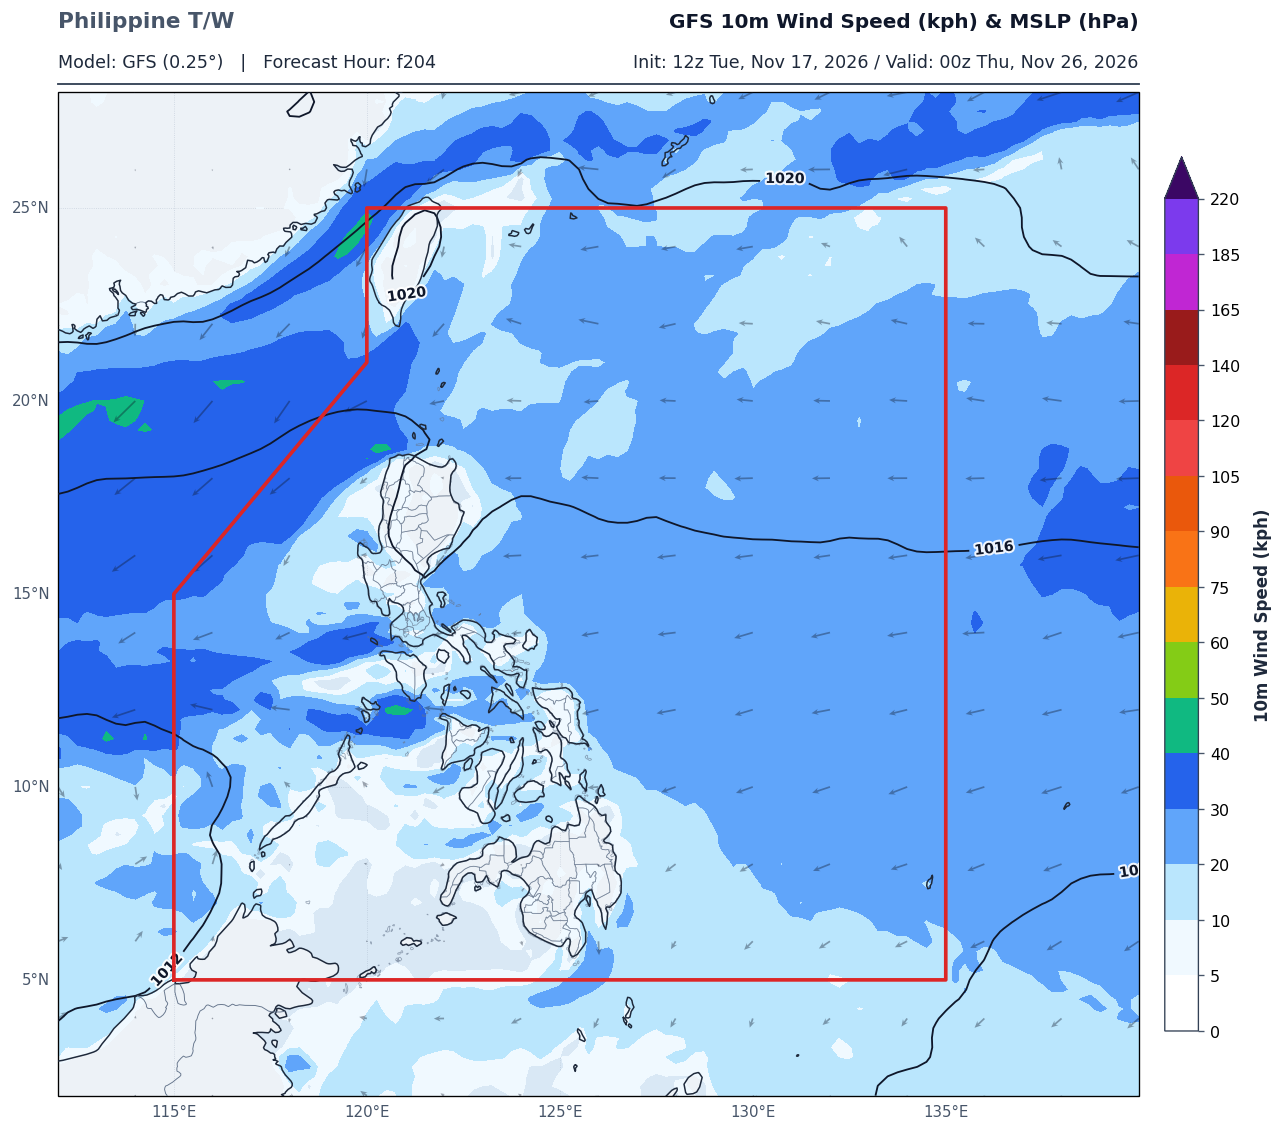 Philippine T/W
GFS 10m Wind Speed (kph) & MSLP (hPa)
Model: GFS (0.25°)   |   Forecast Hour: f204
Init: 12z Tue, Nov 17, 2026 / Valid: 00z Thu, Nov 26, 2026
25°N
20°N
15°N
10°N
5°N
115°E
120°E
125°E
130°E
135°E
1020
1020
1016
1012
10
220
185
165
140
120
105
90
75
60
50
40
30
20
10
5
0
10m Wind Speed (kph)